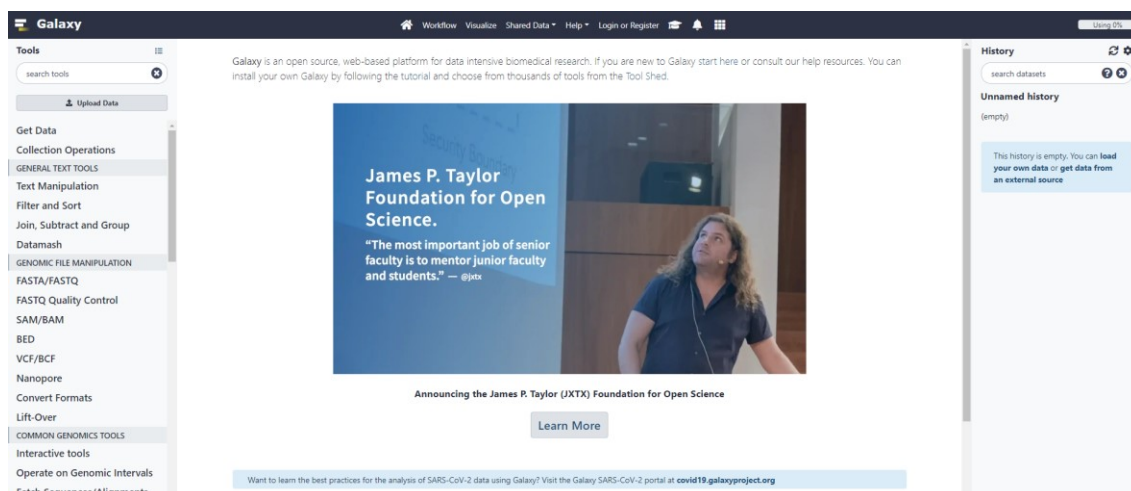 Galaxy
Workflow Visualize Shared Data Help Login or Register
Using 0%
Tools
search tools
Upload Data
Get Data
Collection Operations
GENERAL TEXT TOOLS
Text Manipulation
Filter and Sort
Join, Subtract and Group
Datamash
GENOMIC FILE MANIPULATION
FASTA/FASTQ
FASTQ Quality Control
SAM/BAM
BED
VCF/BCF
Nanopore
Convert Formats
Lift-Over
COMMON GENOMICS TOOLS
Interactive tools
Operate on Genomic Intervals
Fetch Sequences/Alignments
Galaxy is an open source, web-based platform for data intensive biomedical research. If you are new to Galaxy start here or consult our help resources. You can
install your own Galaxy by following the tutorial and choose from thousands of tools from the Tool Shed.
Security Boundary
James P. Taylor
Foundation for Open
Science.
“The most important job of senior
faculty is to mentor junior faculty
and students.” — @jxtx
Announcing the James P. Taylor (JXTX) Foundation for Open Science
Learn More
Want to learn the best practices for the analysis of SARS-CoV-2 data using Galaxy? Visit the Galaxy SARS-CoV-2 portal at covid19.galaxyproject.org
History
search datasets
Unnamed history
(empty)
This history is empty. You can load
your own data or get data from
an external source